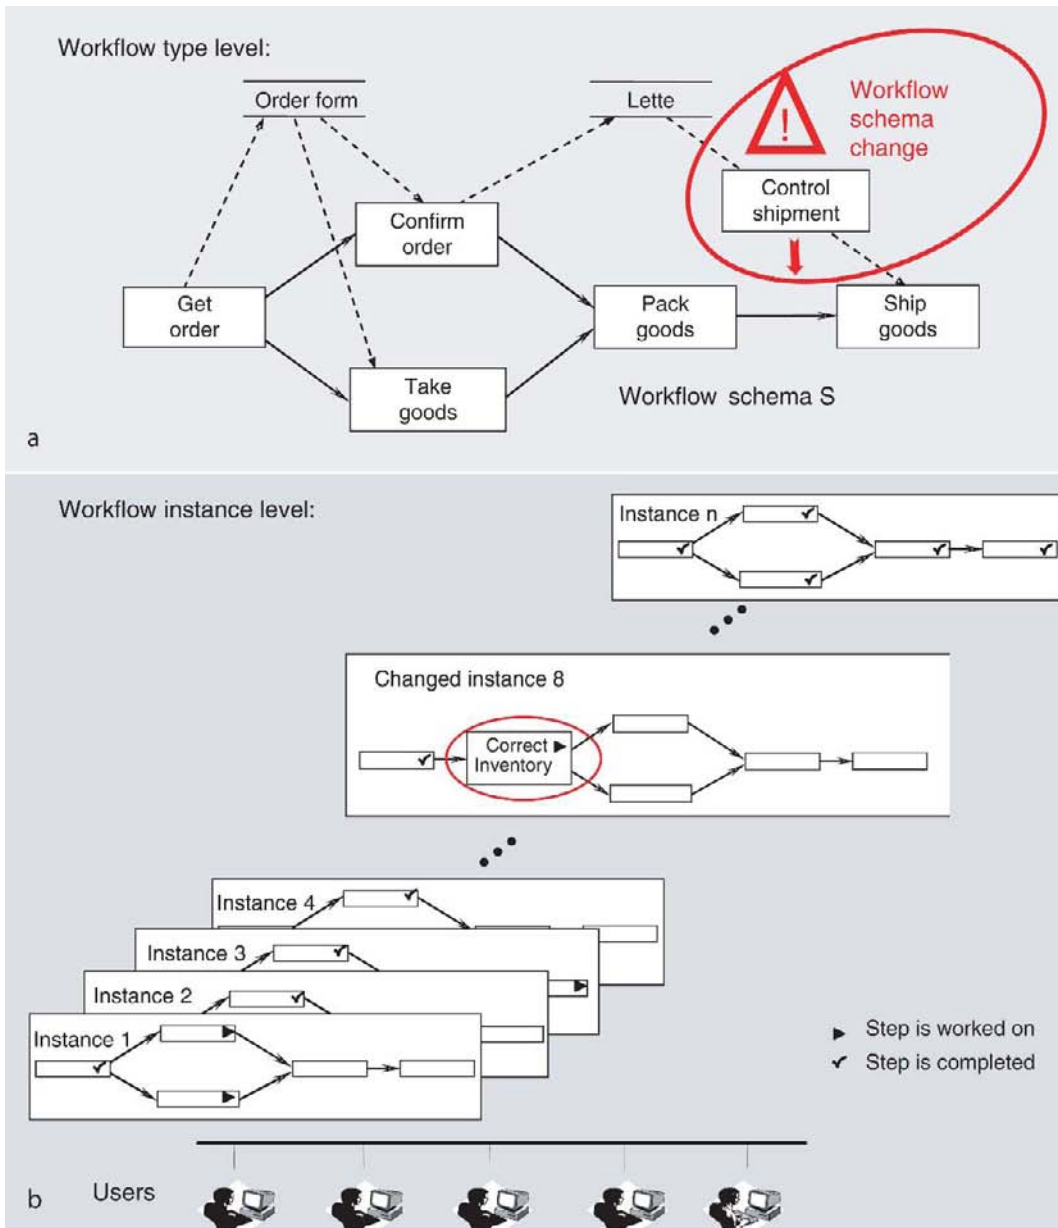 Workflow type level:
Order form
Lette
!
Workflow
schema
change
Control
shipment
Confirm
order
Get
order
Pack
goods
Ship
goods
Take
goods
Workflow schema S
a
Workflow instance level:
Instance n
Changed instance 8
Correct
Inventory
Instance 4
Instance 3
Instance 2
Instance 1
Step is worked on
Step is completed
b
Users